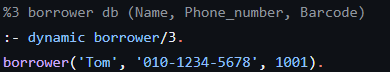 %3 borrower db (Name, Phone_number, Barcode)
:- dynamic borrower/3.
borrower('Tom', '010-1234-5678', 1001).